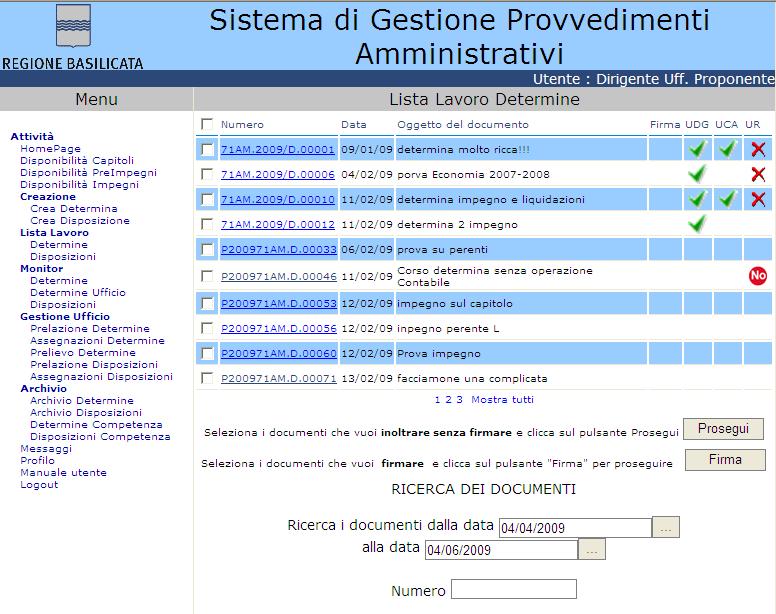 Sistema di Gestione Provvedimenti
Amministrativi
REGIONE BASILICATA
Utente : Dirigente Uff. Proponente
Menu
Attività
HomePage
Disponibilità Capitoli
Disponibilità PreImpegni
Disponibilità Impegni
Creazione
Crea Determina
Crea Disposizione
Lista Lavoro
Determine
Disposizioni
Monitor
Determine
Determine Ufficio
Disposizioni
Gestione Ufficio
Prelazione Determine
Assegnazioni Determine
Prelievo Determine
Prelazione Disposizioni
Assegnazioni Disposizioni
Archivio
Archivio Determine
Archivio Disposizioni
Determine Competenza
Disposizioni Competenza
Messaggi
Profilo
Manuale utente
Logout
Lista Lavoro Determine
Numero Data Oggetto del documento Firma UDG UCA UR
71AM.2009/D.00001 09/01/09 determina molto ricca!!!
71AM.2009/D.00006 04/02/09 porva Economia 2007-2008
71AM.2009/D.00010 11/02/09 determina impegno e liquidazioni
71AM.2009/D.00012 11/02/09 determina 2 impegno
P200971AM.D.00033 06/02/09 prova su perenti
P200971AM.D.00046 11/02/09 Corso determina senza operazione
Contabile No
P200971AM.D.00053 12/02/09 impegno sul capitolo
P200971AM.D.00056 12/02/09 inpegno perente L
P200971AM.D.00060 12/02/09 Prova impegno
P200971AM.D.00071 13/02/09 facciamone una complicata
1 2 3 Mostra tutti
Seleziona i documenti che vuoi inoltrare senza firmare e clicca sul pulsante Prosegui Prosegui
Seleziona i documenti che vuoi firmare e clicca sul pulsante "Firma" per proseguire Firma
RICERCA DEI DOCUMENTI
Ricerca i documenti dalla data 04/04/2009 ...
alla data 04/06/2009 ...
Numero